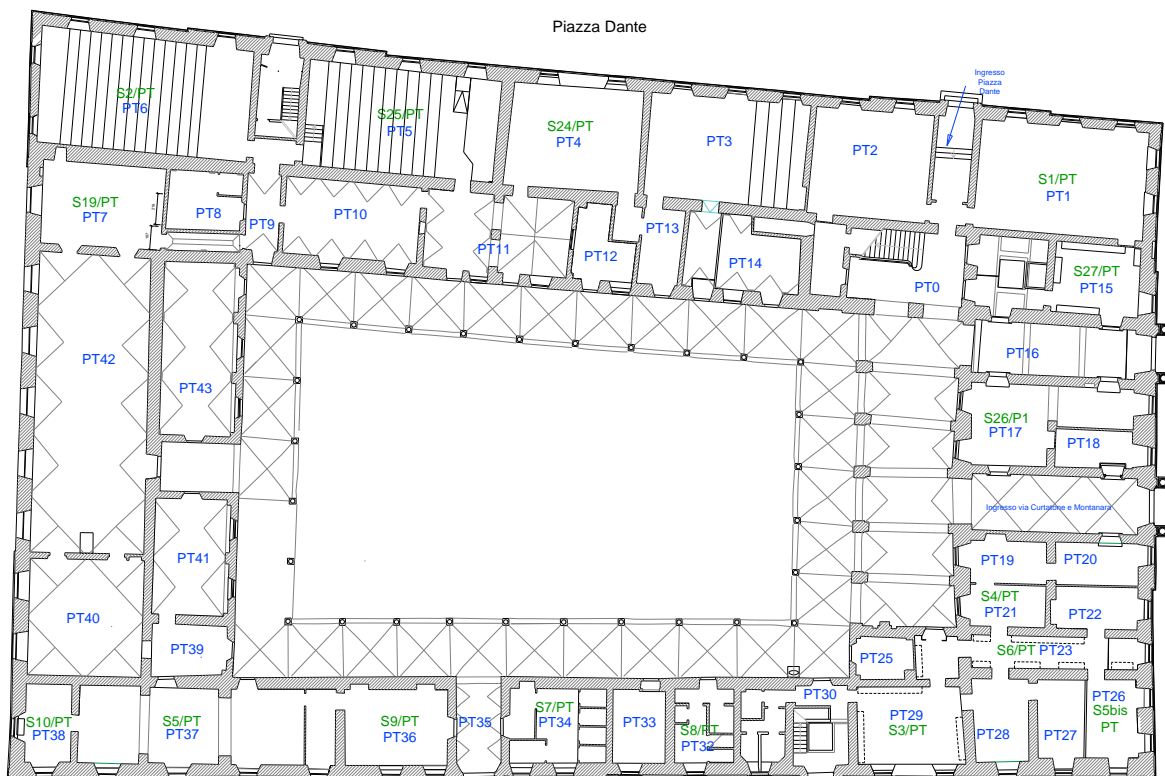 Piazza Dante
Ingresso
Piazza
Dante
S2/PT
PT6
S25/PT
PT5
S24/PT
PT4
PT3
PT2
S1/PT
PT1
S19/PT
PT7
PT8
PT9
PT10
PT11
PT12
PT13
PT14
PT0
S27/PT
PT15
PT16
PT42
PT43
S26/P1
PT17
PT18
Ingresso via Curtatone e Montanara
PT41
PT19
PT20
S4/PT
PT21
PT22
PT40
PT39
PT25
S6/PT
PT23
S10/PT
PT38
S5/PT
PT37
S9/PT
PT36
PT35
S7/PT
PT34
PT33
S8/PT
PT32
PT30
PT29
S3/PT
PT28
PT27
PT26
S5bis
PT